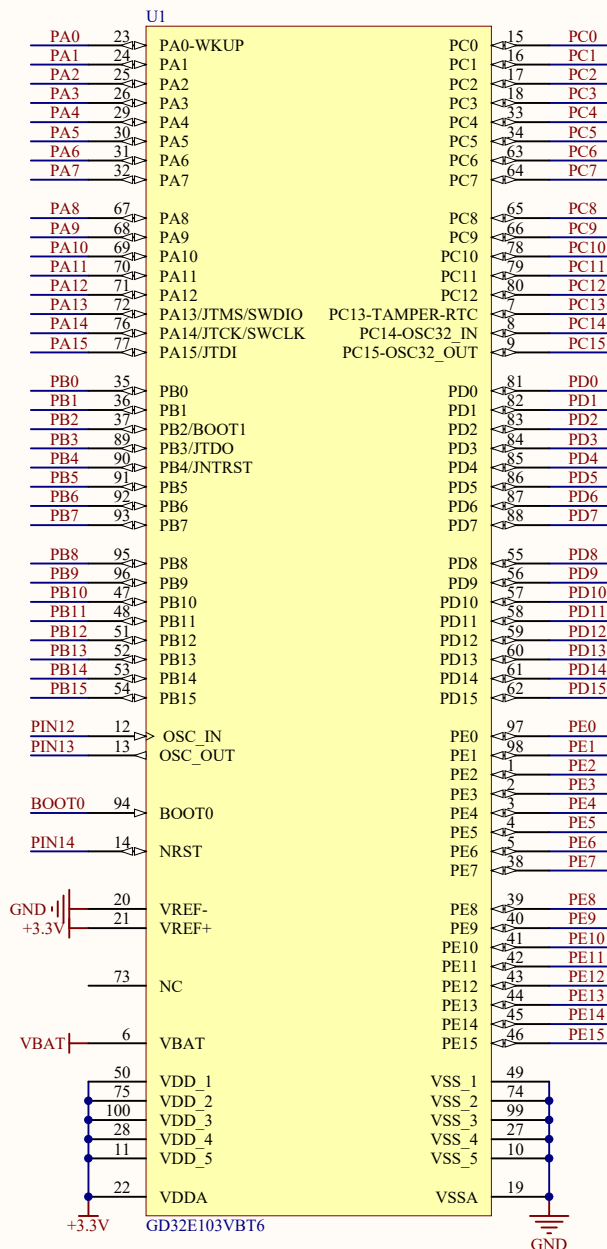 U1
PA0 23 PA0-WKUP PC0 15 PC0
PA1 24 PA1 PC1 16 PC1
PA2 25 PA2 PC2 17 PC2
PA3 26 PA3 PC3 18 PC3
PA4 29 PA4 PC4 33 PC4
PA5 30 PA5 PC5 34 PC5
PA6 31 PA6 PC6 63 PC6
PA7 32 PA7 PC7 64 PC7
PA8 67 PA8 PC8 65 PC8
PA9 68 PA9 PC9 66 PC9
PA10 69 PA10 PC10 78 PC10
PA11 70 PA11 PC11 79 PC11
PA12 71 PA12 PC12 80 PC12
PA13 72 PA13/JTMS/SWDIO PC13-TAMPER-RTC 7 PC13
PA14 76 PA14/JTCK/SWCLK PC14-OSC32_IN 8 PC14
PA15 77 PA15/JTDI PC15-OSC32_OUT 9 PC15
PB0 35 PB0 PD0 81 PD0
PB1 36 PB1 PD1 82 PD1
PB2 37 PB2/BOOT1 PD2 83 PD2
PB3 89 PB3/JTDO PD3 84 PD3
PB4 90 PB4/JNTRST PD4 85 PD4
PB5 91 PB5 PD5 86 PD5
PB6 92 PB6 PD6 87 PD6
PB7 93 PB7 PD7 88 PD7
PB8 95 PB8 PD8 55 PD8
PB9 96 PB9 PD9 56 PD9
PB10 47 PB10 PD10 57 PD10
PB11 48 PB11 PD11 58 PD11
PB12 51 PB12 PD12 59 PD12
PB13 52 PB13 PD13 60 PD13
PB14 53 PB14 PD14 61 PD14
PB15 54 PB15 PD15 62 PD15
PIN12 12 OSC_IN PE0 97 PE0
PIN13 13 OSC_OUT PE1 98 PE1
PE2 1 PE2
PE3 2 PE3
BOOT0 94 BOOT0 PE4 3 PE4
PE5 4 PE5
PIN14 14 NRST PE6 5 PE6
PE7 38 PE7
GND 20 VREF- PE8 39 PE8
+3.3V 21 VREF+ PE9 40 PE9
PE10 41 PE10
PE11 42 PE11
73 NC PE12 43 PE12
PE13 44 PE13
PE14 45 PE14
VBAT 6 VBAT PE15 46 PE15
50 VDD_1 VSS_1 49
75 VDD_2 VSS_2 74
100 VDD_3 VSS_3 99
28 VDD_4 VSS_4 27
11 VDD_5 VSS_5 10
22 VDDA VSSA 19
+3.3V GD32E103VBT6 GND